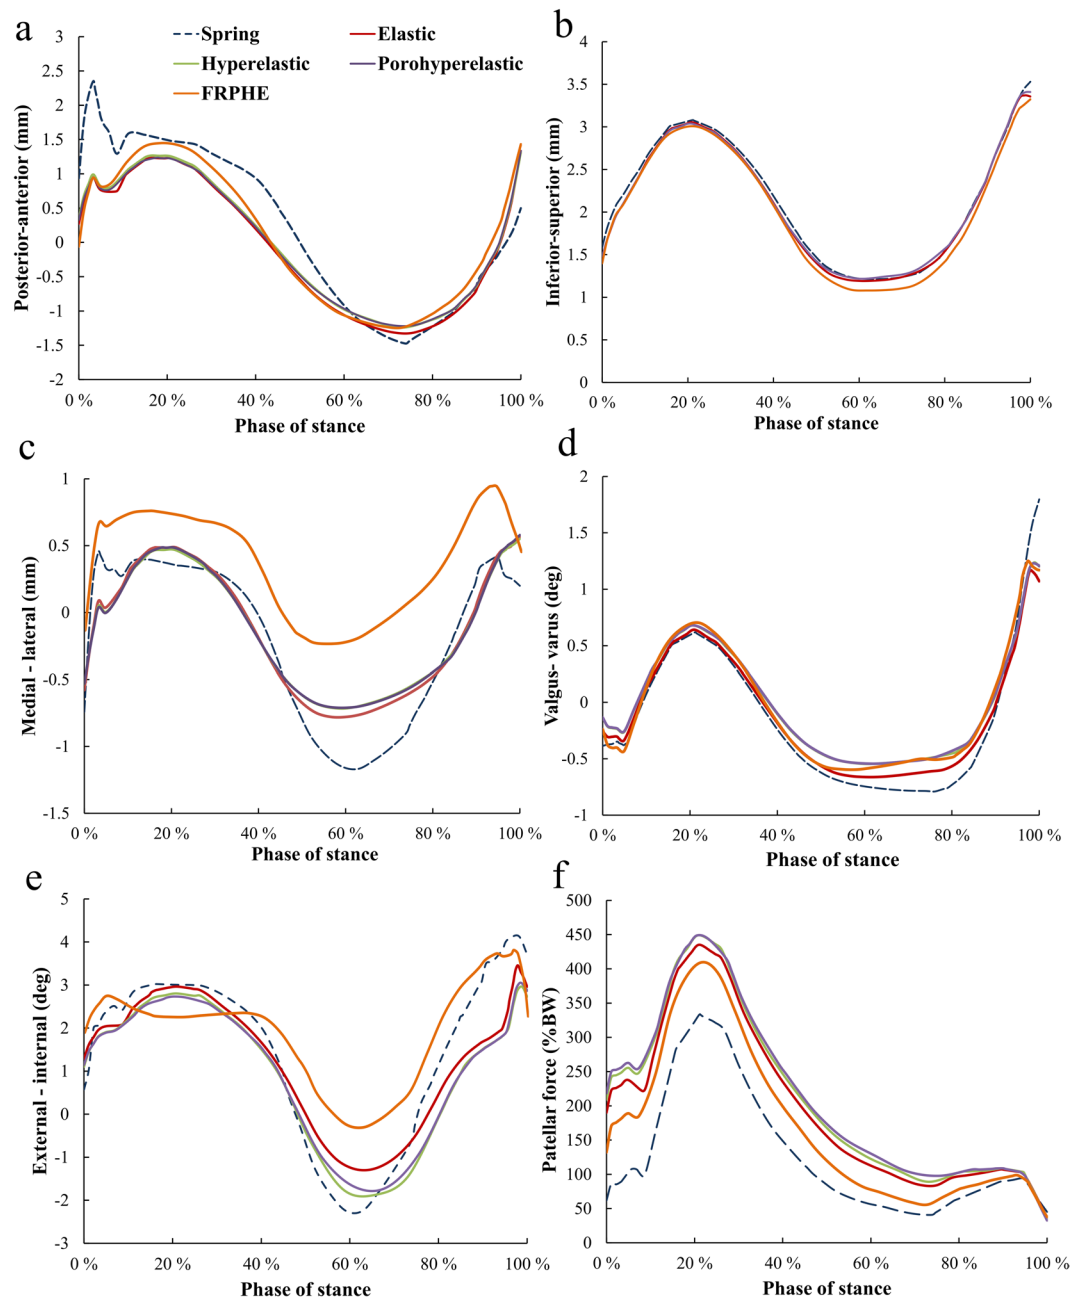 a
Spring
Elastic
Hyperelastic
Porohyperelastic
FRPHE
Posterior-anterior (mm)
3
2.5
2
1.5
1
0.5
0
-0.5
-1
-1.5
-2
0 % 20 % 40 % 60 % 80 % 100 %
Phase of stance
b
Inferior-superior (mm)
4
3.5
3
2.5
2
1.5
1
0.5
0
0 % 20 % 40 % 60 % 80 % 100 %
Phase of stance
c
Medial - lateral (mm)
1
0.5
0
-0.5
-1
-1.5
0 % 20 % 40 % 60 % 80 % 100 %
Phase of stance
d
Valgus- varus (deg)
2
1.5
1
0.5
0
-0.5
-1
0 % 20 % 40 % 60 % 80 % 100 %
Phase of stance
e
External - internal (deg)
5
4
3
2
1
0
-1
-2
-3
0 % 20 % 40 % 60 % 80 % 100 %
Phase of stance
f
Patellar force (%BW)
500
450
400
350
300
250
200
150
100
50
0
0 % 20 % 40 % 60 % 80 % 100 %
Phase of stance